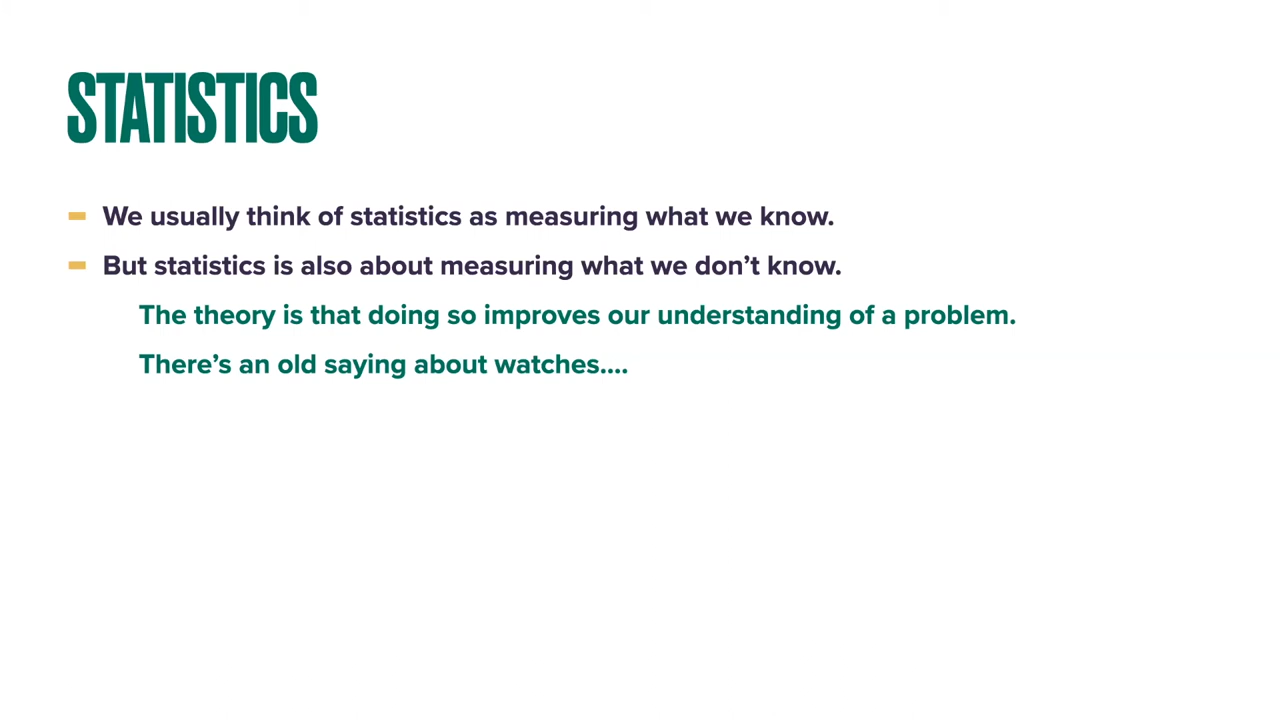 STATISTICS
We usually think of statistics as measuring what we know.
But statistics is also about measuring what we don’t know.
The theory is that doing so improves our understanding of a problem.
There’s an old saying about watches....